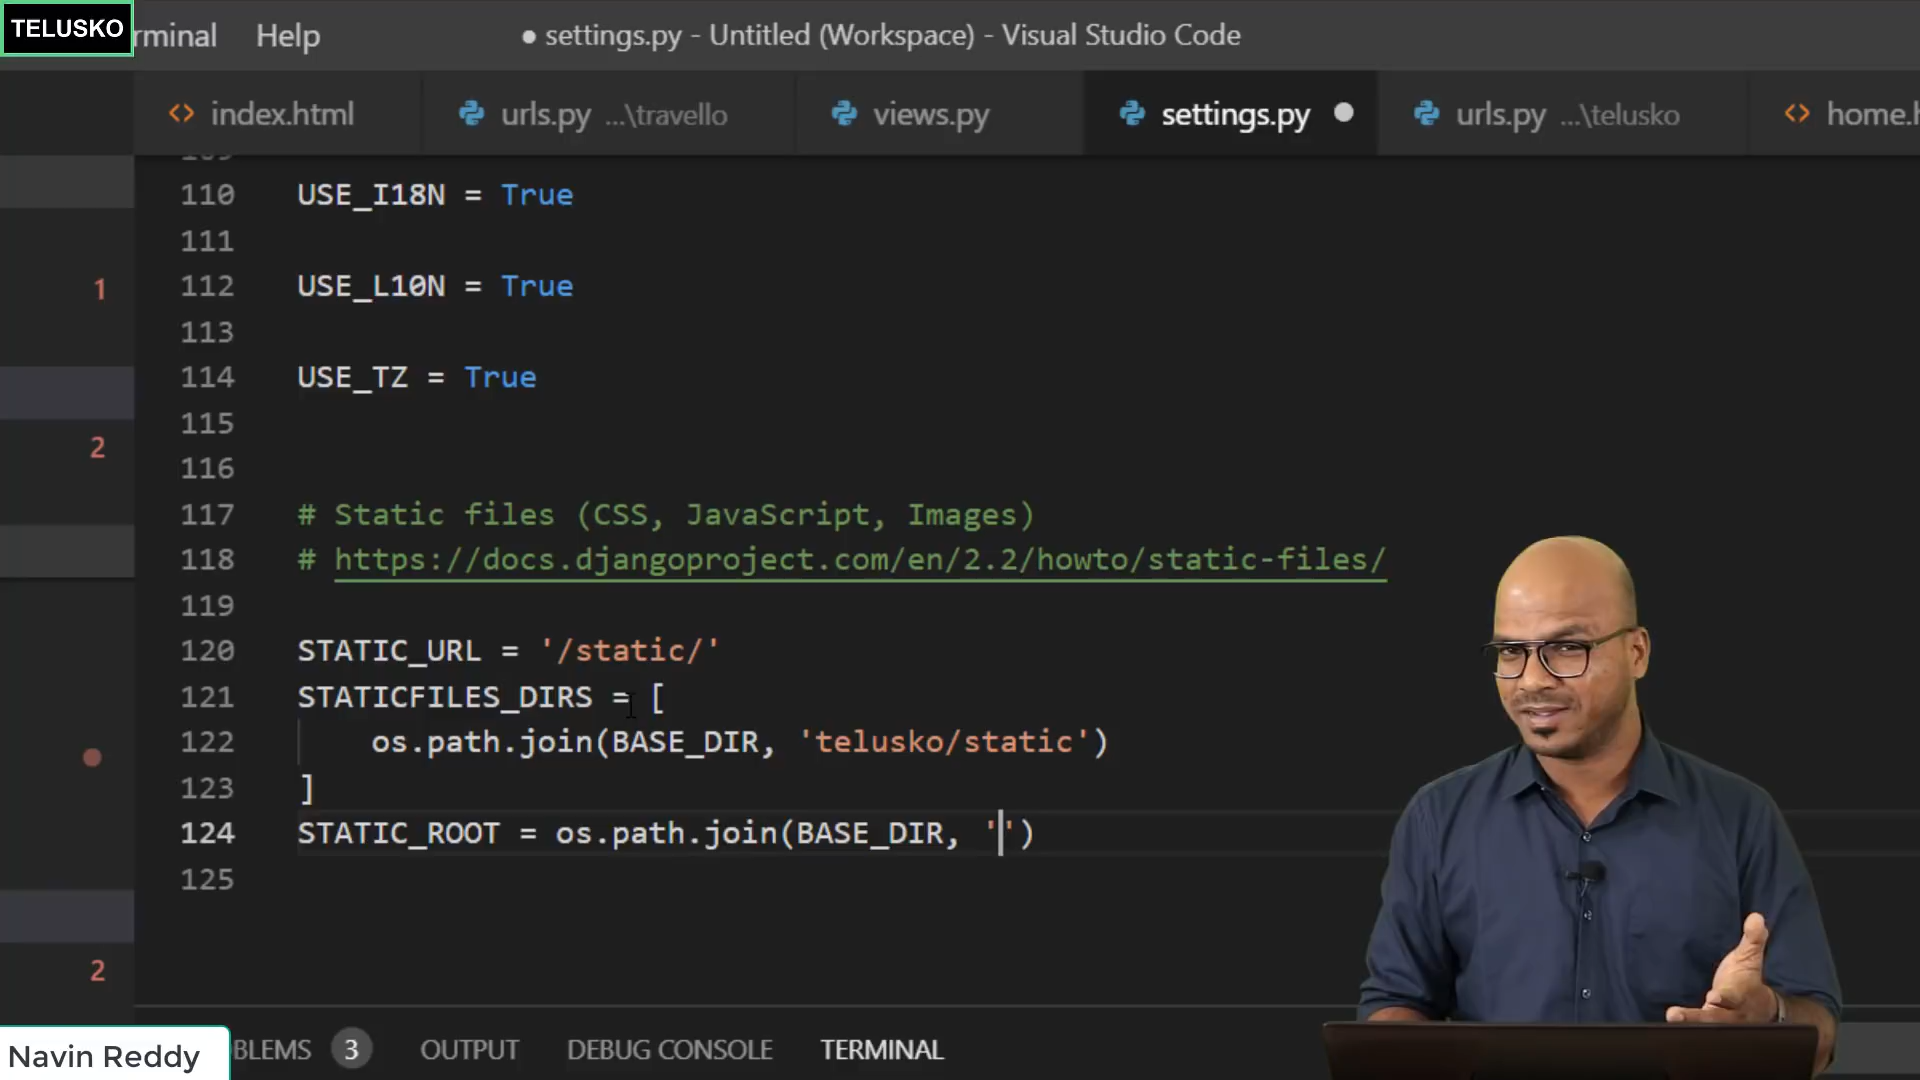 TELUSKO
rminal Help
● settings.py - Untitled (Workspace) - Visual Studio Code
index.html urls.py ...\travello views.py settings.py urls.py ...\telusko home.h
110 USE_I18N = True
111
1
112 USE_L10N = True
113
114 USE_TZ = True
115
2
116
117 # Static files (CSS, JavaScript, Images)
118 # https://docs.djangoproject.com/en/2.2/howto/static-files/
119
120 STATIC_URL = '/static/'
121 STATICFILES_DIRS = [
122 os.path.join(BASE_DIR, 'telusko/static')
123 ]
124 STATIC_ROOT = os.path.join(BASE_DIR, '')
125
2
Navin Reddy
BLEMS 3 OUTPUT DEBUG CONSOLE TERMINAL